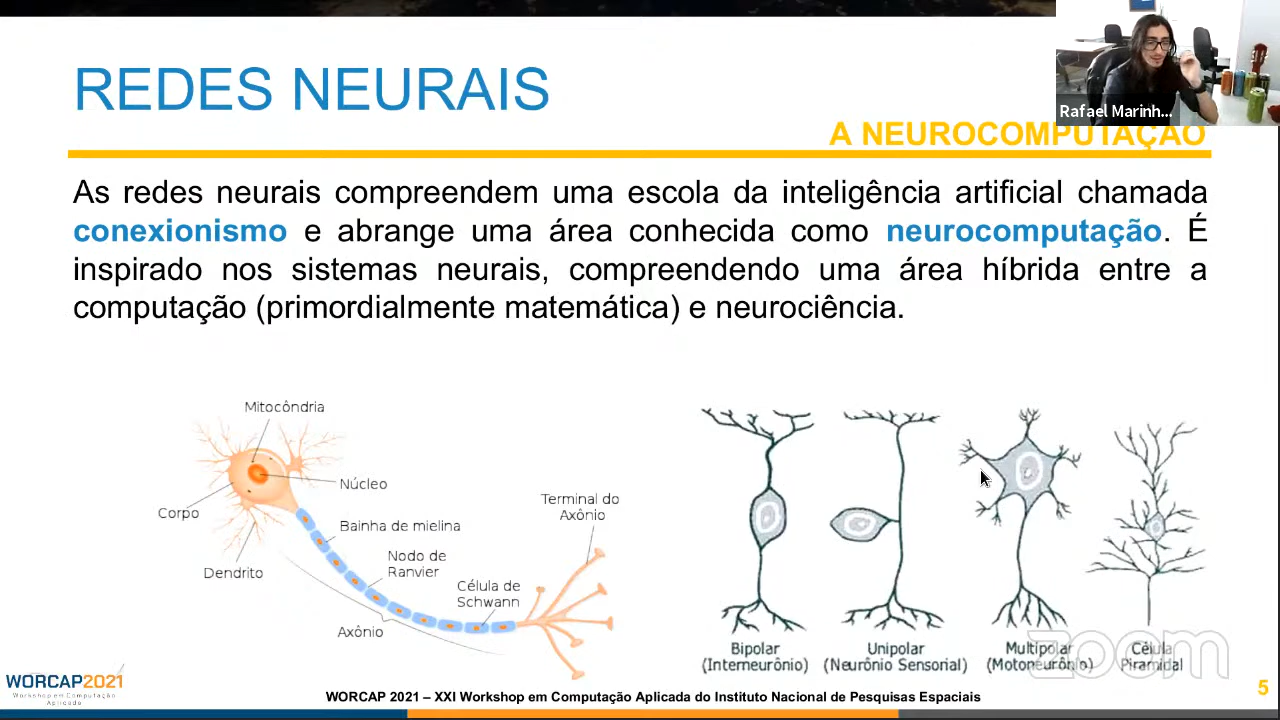 REDES NEURAIS
Rafael Marinh...
A NEUROCOMPUTAÇÃO
As redes neurais compreendem uma escola da inteligência artificial chamada
conexionismo e abrange uma área conhecida como neurocomputação. É
inspirado nos sistemas neurais, compreendendo uma área híbrida entre a
computação (primordialmente matemática) e neurociência.
Mitocôndria
Núcleo
Corpo
Bainha de mielina
Dendrito
Nodo de
Ranvier
Célula de
Schwann
Axônio
Terminal do
Axônio
Bipolar
(Interneurônio)
Unipolar
(Neurônio Sensorial)
Multipolar
(Motoneurônio)
Célula
Piramidal
zoom
WORCAP2021
Workshop em Computação
Aplicada
WORCAP 2021 – XXI Workshop em Computação Aplicada do Instituto Nacional de Pesquisas Espaciais
5